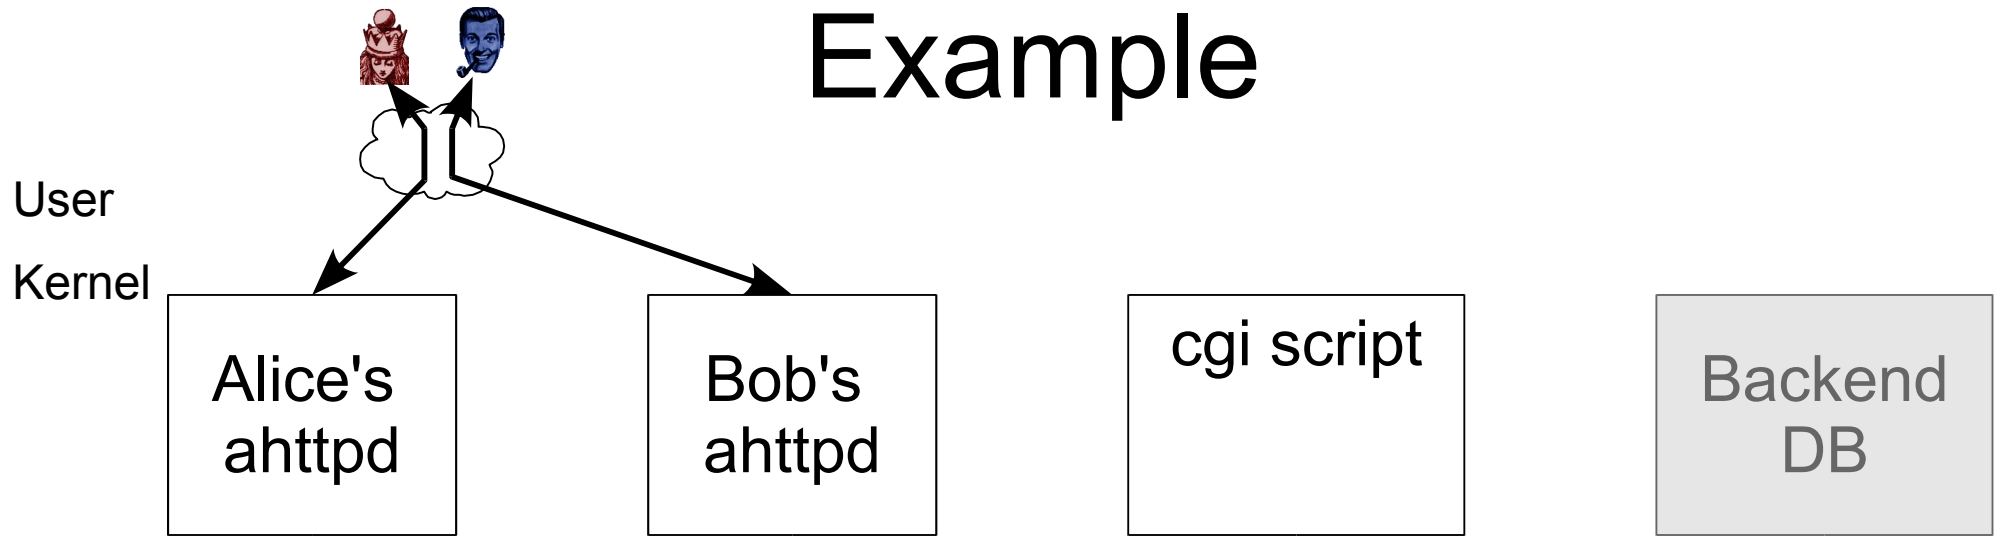 Example
User
Kernel
Alice's
ahttpd
Bob's
ahttpd
cgi script
Backend
DB